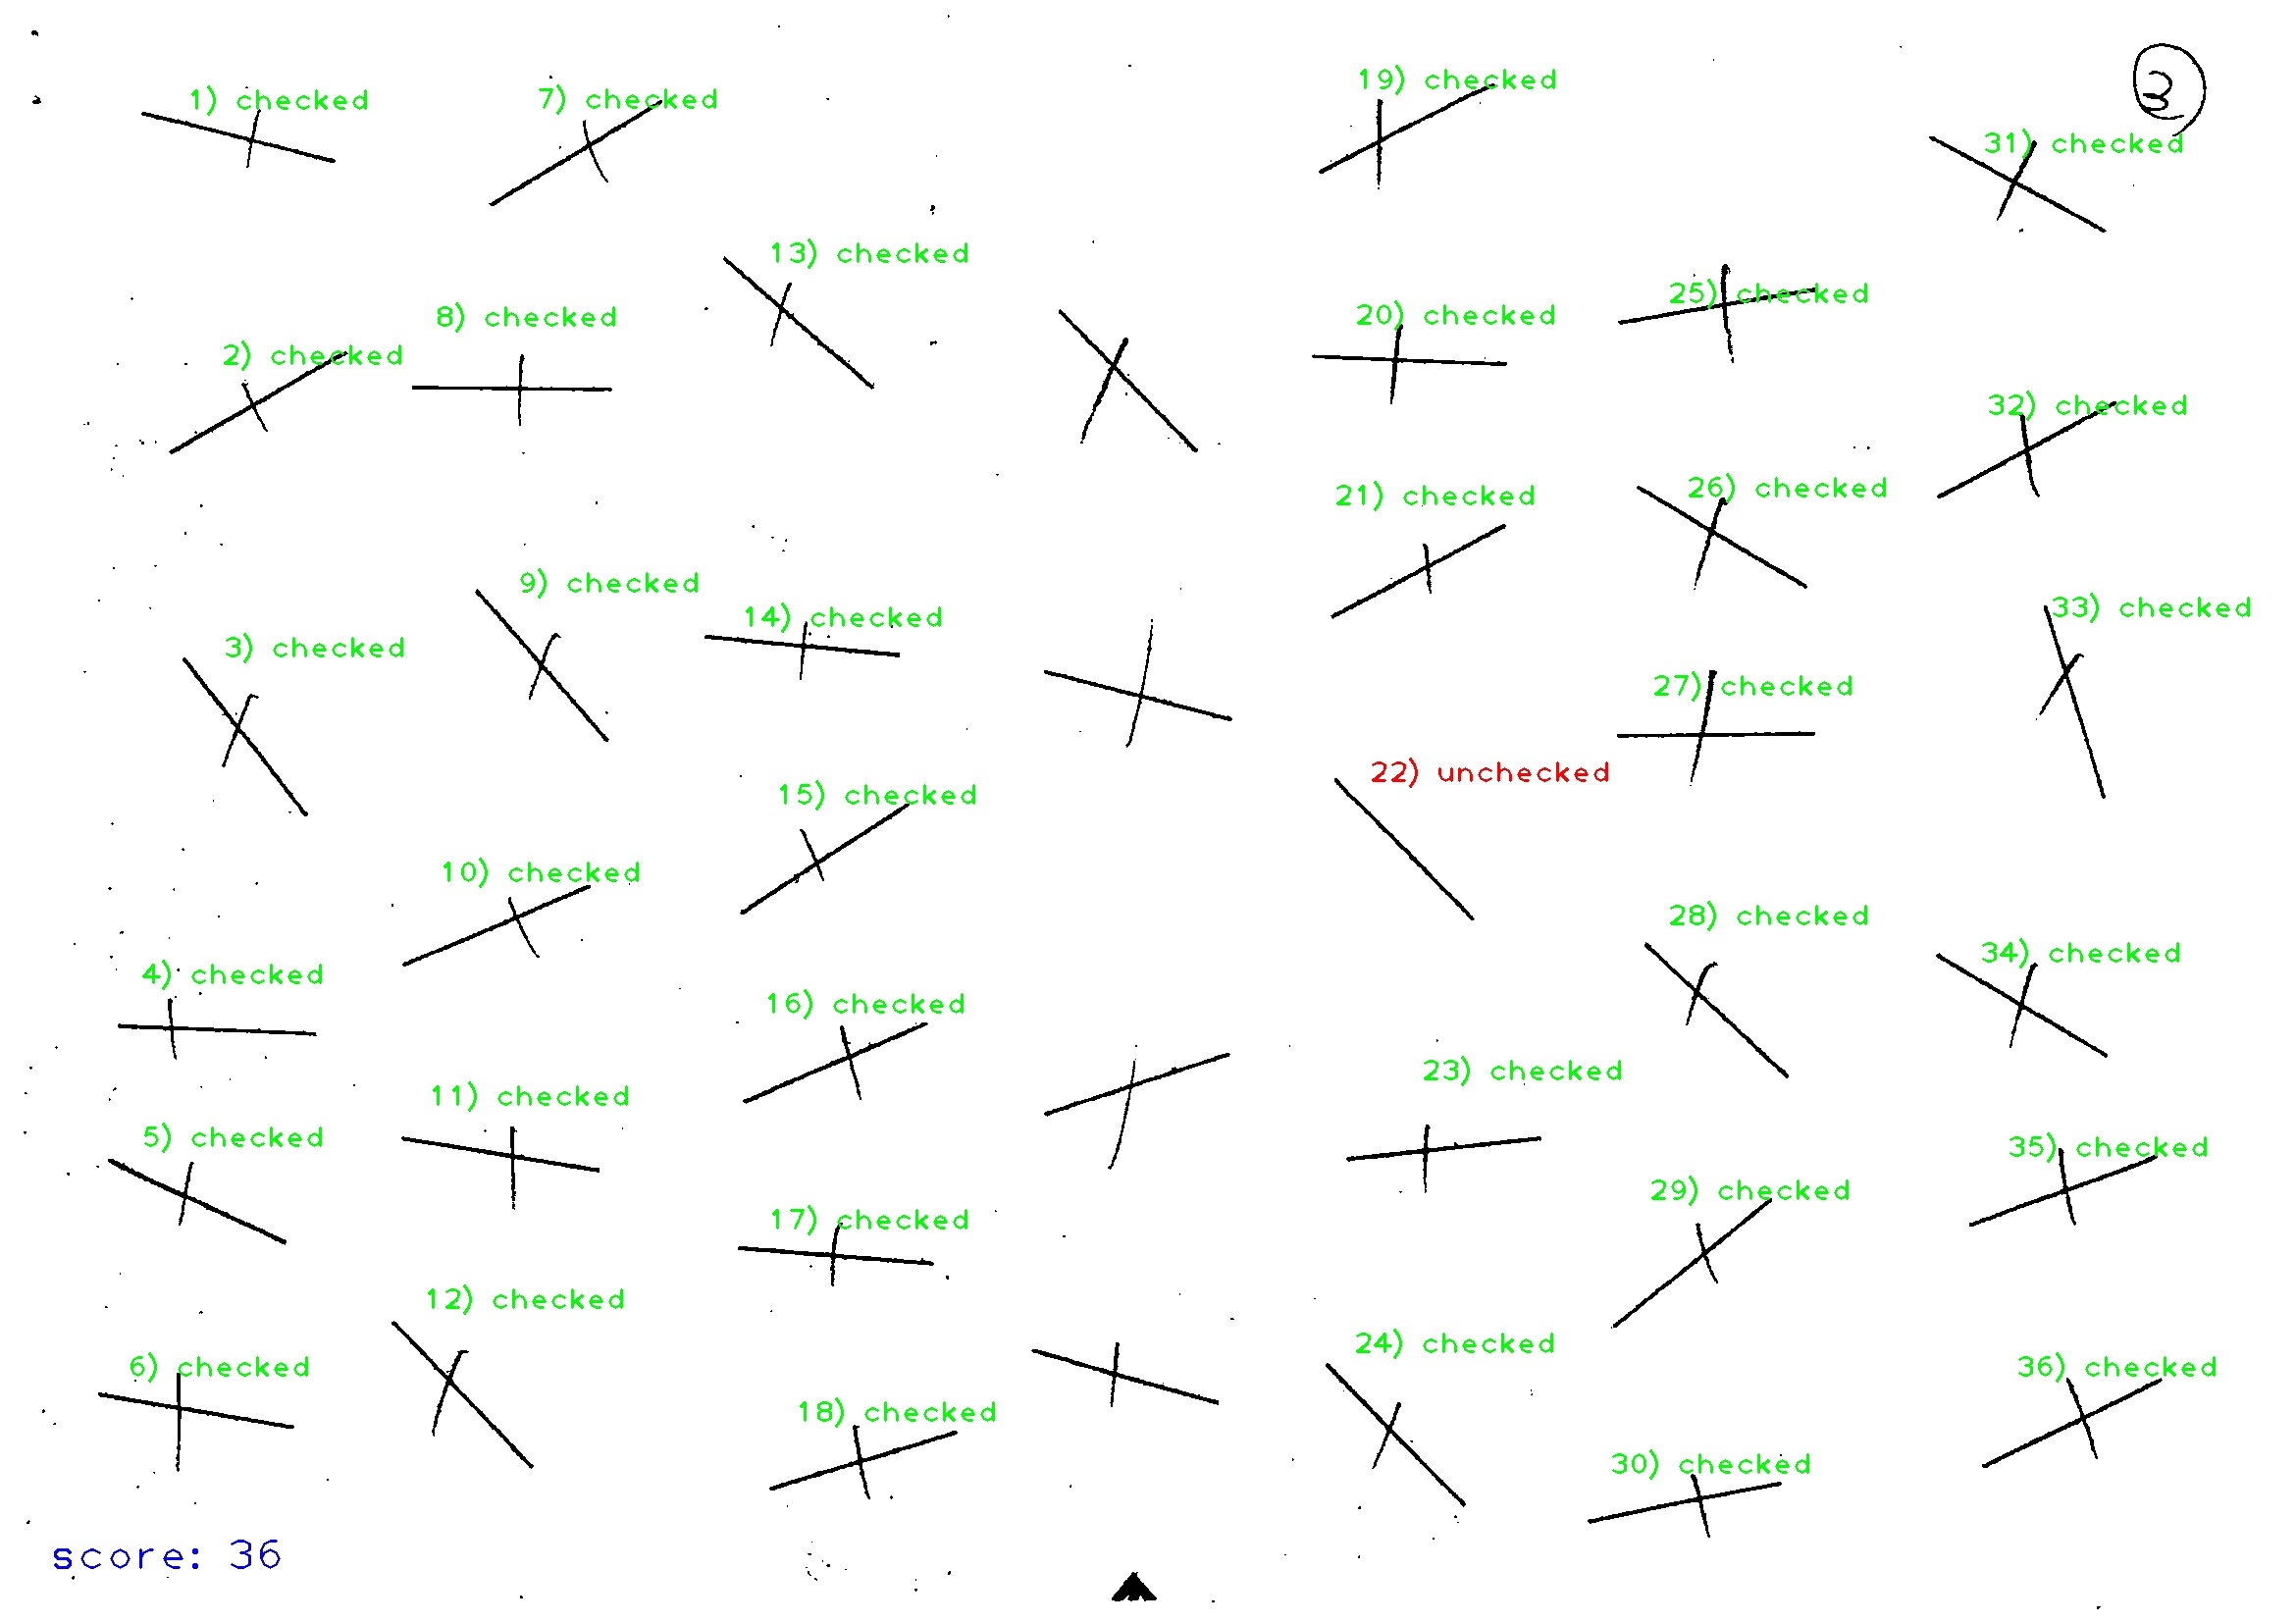 3
1) checked
2) checked
3) checked
4) checked
5) checked
6) checked
7) checked
8) checked
9) checked
10) checked
11) checked
12) checked
13) checked
14) checked
15) checked
16) checked
17) checked
18) checked
19) checked
20) checked
21) checked
22) unchecked
23) checked
24) checked
25) checked
26) checked
27) checked
28) checked
29) checked
30) checked
31) checked
32) checked
33) checked
34) checked
35) checked
36) checked
score: 36